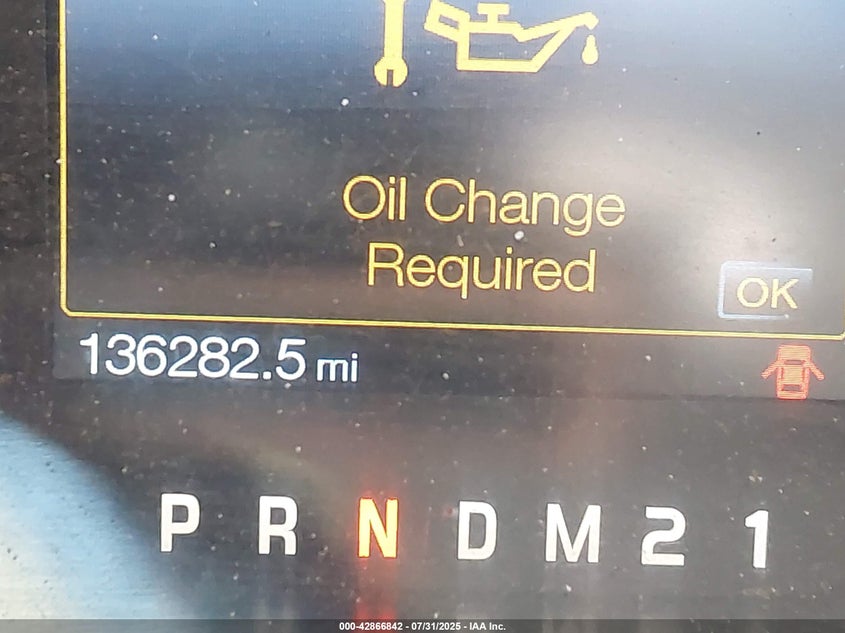 Oil Change
Required
OK
136282.5 mi
P R N D M 2 1
000-42866842 - 07/31/2025 - IAA Inc.